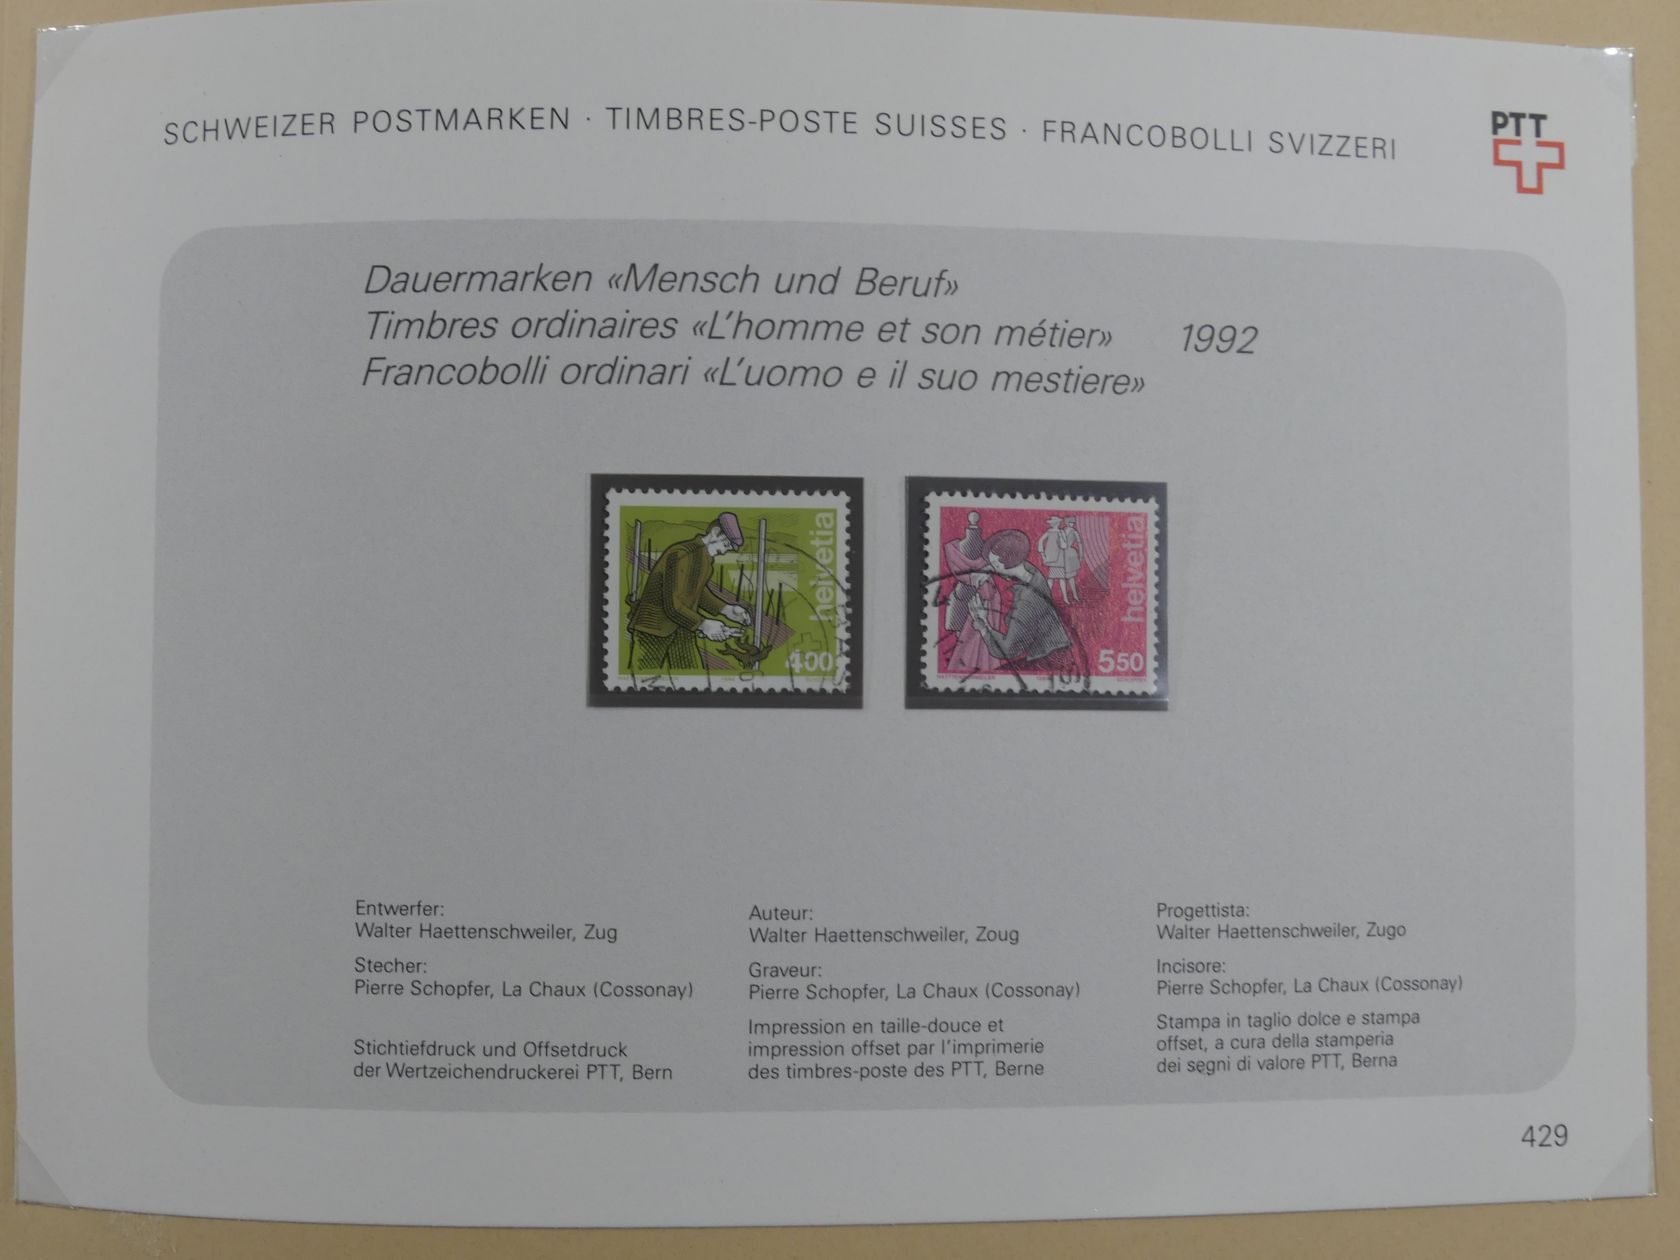 SCHWEIZER POSTMARKEN · TIMBRES-POSTE SUISSES · FRANCOBOLLI SVIZZERI
PTT
Dauermarken «Mensch und Beruf»
Timbres ordinaires «L'homme et son métier» 1992
Francobolli ordinari «L'uomo e il suo mestiere»
helvetia
400
helvetia
550
HAETTENSCHWEILER
SCHOPFER
Entwerfer:
Walter Haettenschweiler, Zug
Stecher:
Pierre Schopfer, La Chaux (Cossonay)
Stichtiefdruck und Offsetdruck
der Wertzeichendruckerei PTT, Bern
Auteur:
Walter Haettenschweiler, Zoug
Graveur:
Pierre Schopfer, La Chaux (Cossonay)
Impression en taille-douce et
impression offset par l'imprimerie
des timbres-poste des PTT, Berne
Progettista:
Walter Haettenschweiler, Zugo
Incisore:
Pierre Schopfer, La Chaux (Cossonay)
Stampa in taglio dolce e stampa
offset, a cura della stamperia
dei segni di valore PTT, Berna
429